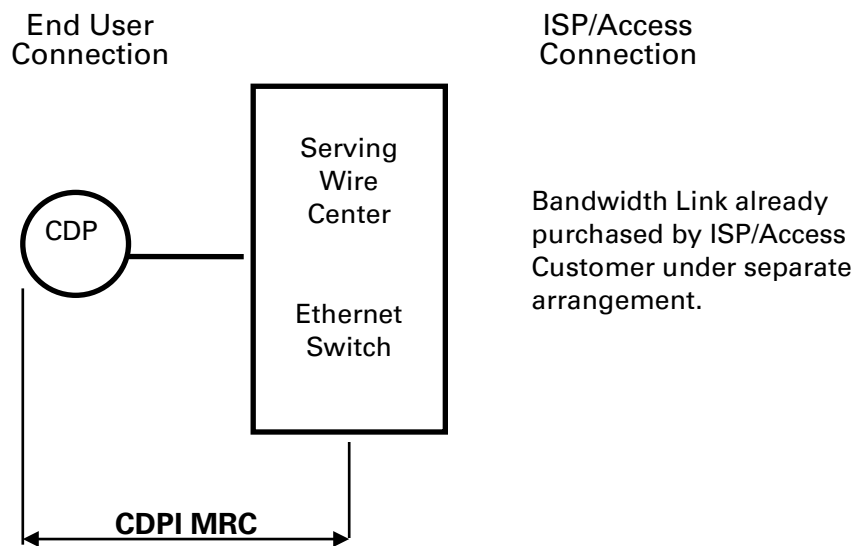 End User
Connection
ISP/Access
Connection
Serving
Wire
Center
CDP
Ethernet
Switch
Bandwidth Link already
purchased by ISP/Access
Customer under separate
arrangement.
CDPI MRC